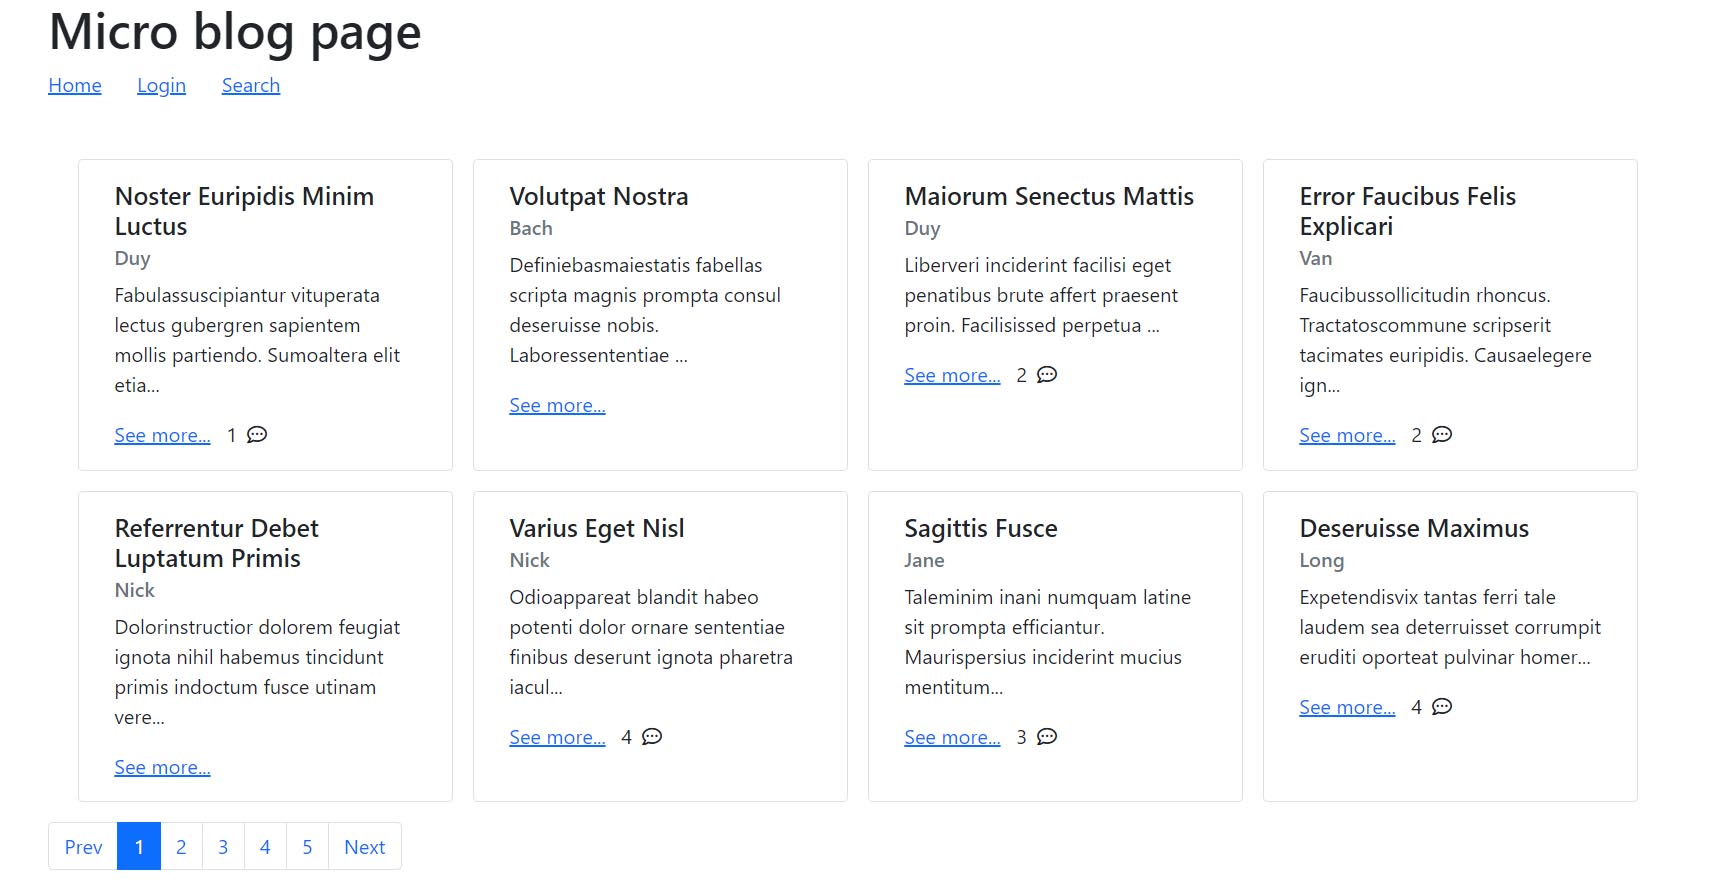 Micro blog page
Home Login Search
Noster Euripidis Minim
Luctus
Duy
Fabulassuscipiantur vituperata
lectus gubergren sapientem
mollis partiendo. Sumoaltera elit
etia...
See more... 1
Volutpat Nostra
Bach
Definiebasmaiestatis fabellas
scripta magnis prompta consul
deseruisse nobis.
Laboressententiae ...
See more...
Maiorum Senectus Mattis
Duy
Liberveri inciderint facilisi eget
penatibus brute affert praesent
proin. Facilisissed perpetua ...
See more... 2
Error Faucibus Felis
Explicari
Van
Faucibussollicitudin rhoncus.
Tractatoscommune scripserit
tacimates euripidis. Causaelegere
ign...
See more... 2
Referrentur Debet
Luptatum Primis
Nick
Dolorinstructior dolorem feugiat
ignota nihil habemus tincidunt
primis indoctum fusce utinam
vere...
See more...
Varius Eget Nisl
Nick
Odioappareat blandit habeo
potenti dolor ornare sententiae
finibus deserunt ignota pharetra
iacul...
See more... 4
Sagittis Fusce
Jane
Taleminim inani numquam latine
sit prompta efficiantur.
Maurispersius inciderint mucius
mentitum...
See more... 3
Deseruisse Maximus
Long
Expetendisvix tantas ferri tale
laudem sea deterruisset corrumpit
eruditi oporteat pulvinar homer...
See more... 4
Prev 1 2 3 4 5 Next